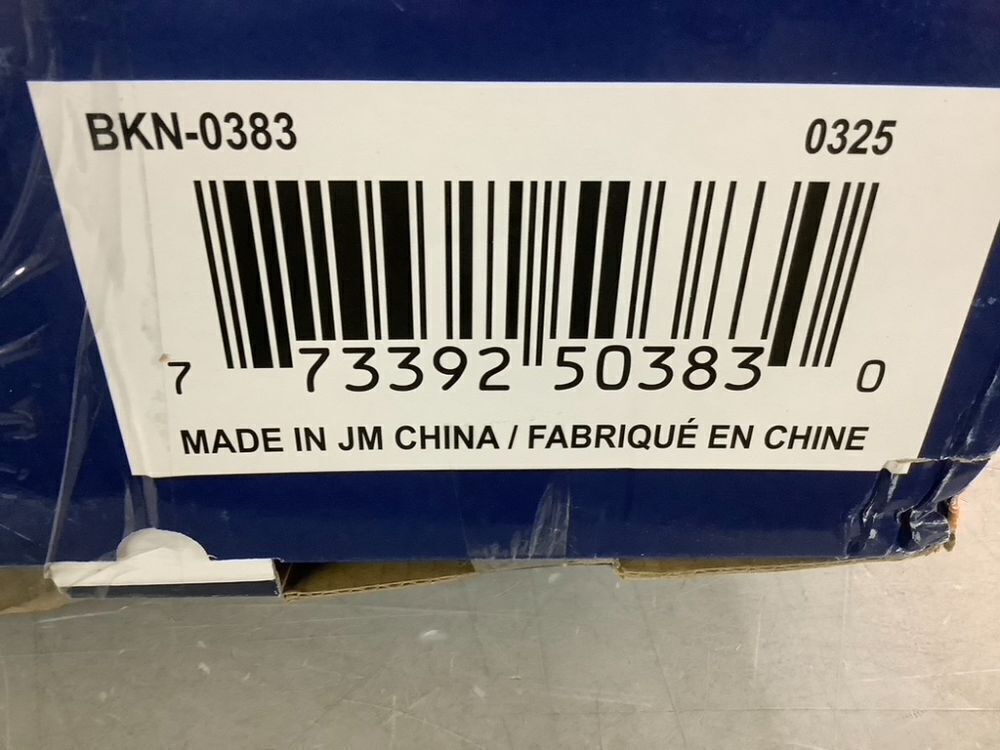 BKN-0383 0325
7 73392 50383 0
MADE IN JM CHINA / FABRIQUÉ EN CHINE